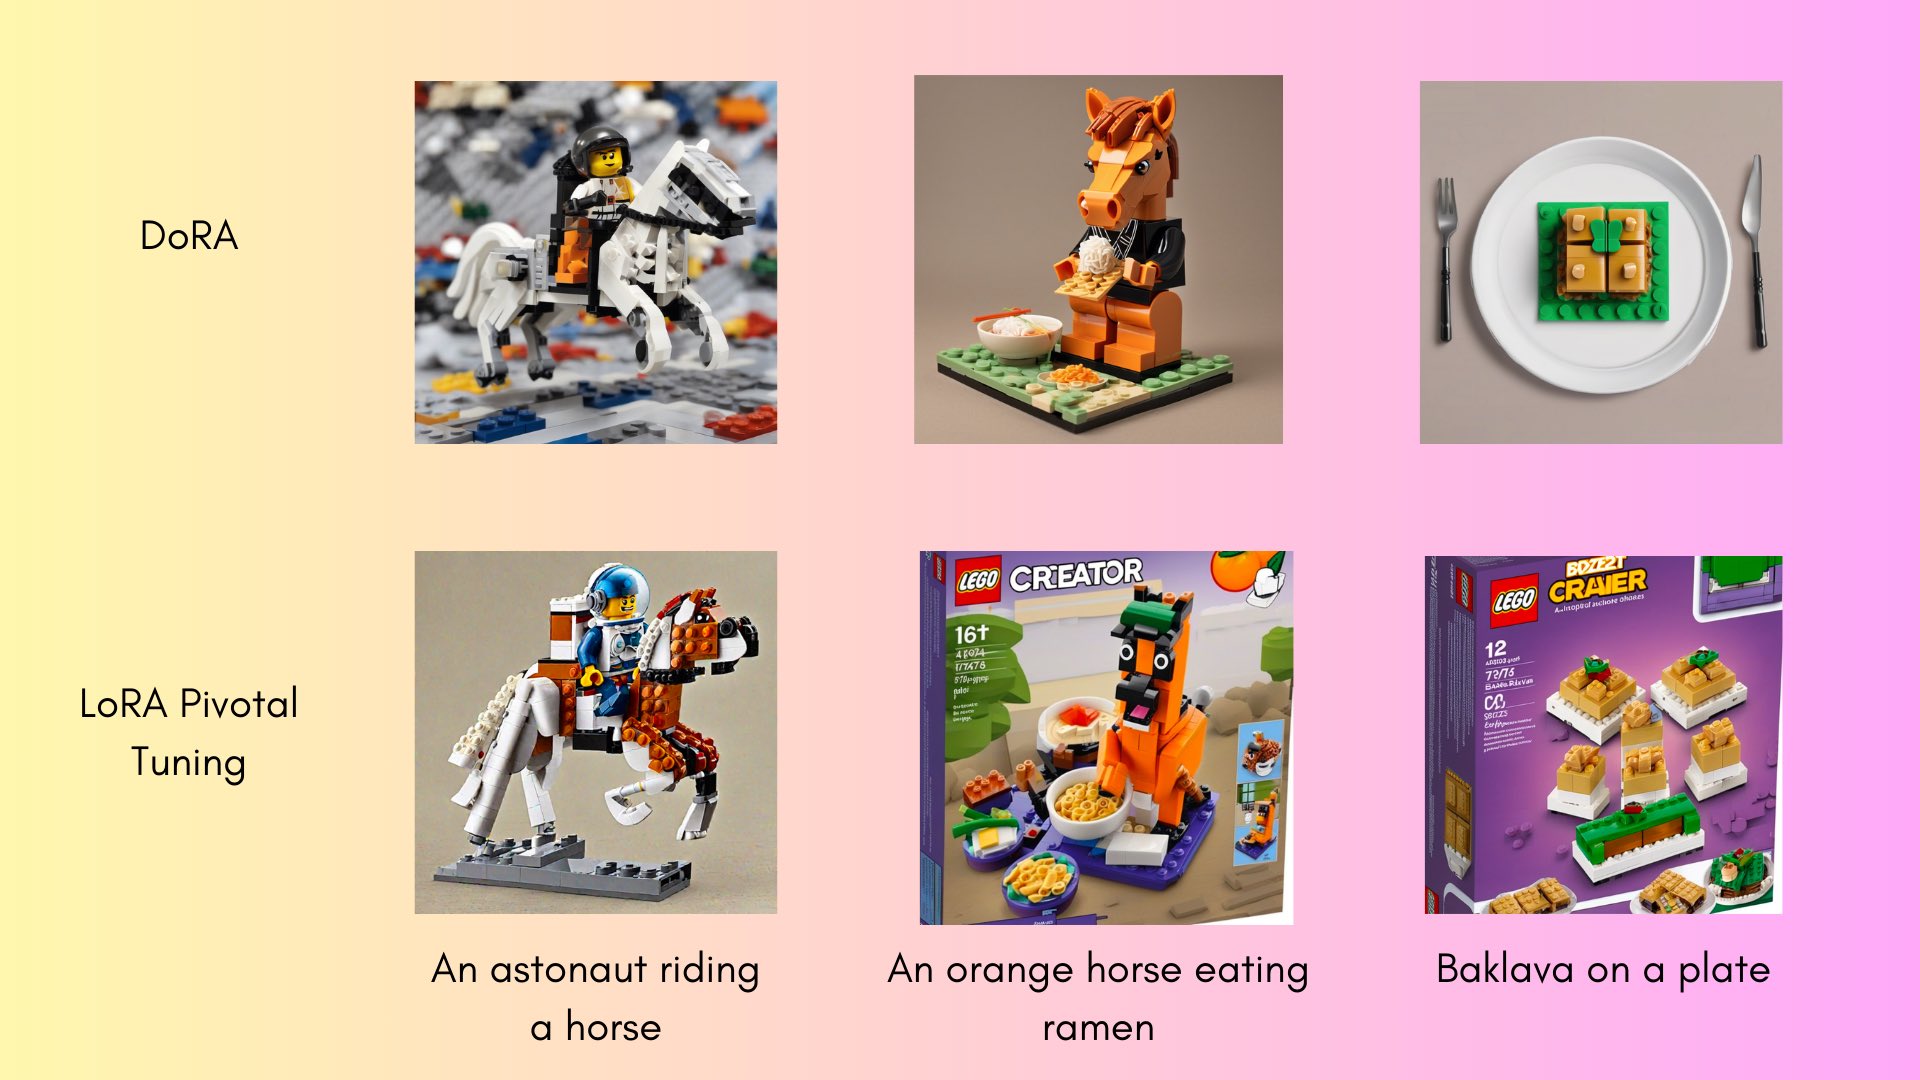 DoRA
LoRA Pivotal
Tuning
LEGO
CREATOR
16+
LEGO
CRAIER
12
An astonaut riding
a horse
An orange horse eating
ramen
Baklava on a plate